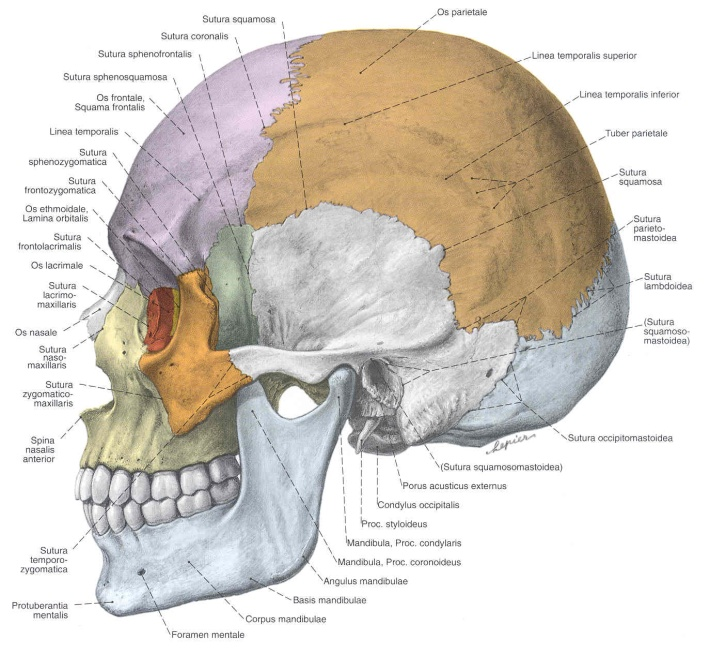 Sutura squamosa
Sutura coronalis
Sutura sphenofrontalis
Sutura sphenosquamosa
Os frontale,
Squama frontalis
Linea temporalis
Sutura
sphenozygomatica
Sutura
frontozygomatica
Os ethmoidale,
Lamina orbitalis
Sutura
frontolacrimalis
Os lacrimale
Sutura
lacrimo-
maxillaris
Os nasale
Sutura
naso-
maxillaris
Sutura
zygomatico-
maxillaris
Spina
nasalis
anterior
Sutura
temporo-
zygomatica
Protuberantia
mentalis
Os parietale
Linea temporalis superior
Linea temporalis inferior
Tuber parietale
Sutura
squamosa
Sutura
parieto-
mastoidea
Sutura
lambdoidea
(Sutura
squamoso-
mastoidea)
Sutura occipitomastoidea
Lepier
(Sutura squamosomastoidea)
Porus acusticus externus
Condylus occipitalis
Proc. styloideus
Mandibula, Proc. condylaris
Mandibula, Proc. coronoideus
Angulus mandibulae
Basis mandibulae
Corpus mandibulae
Foramen mentale